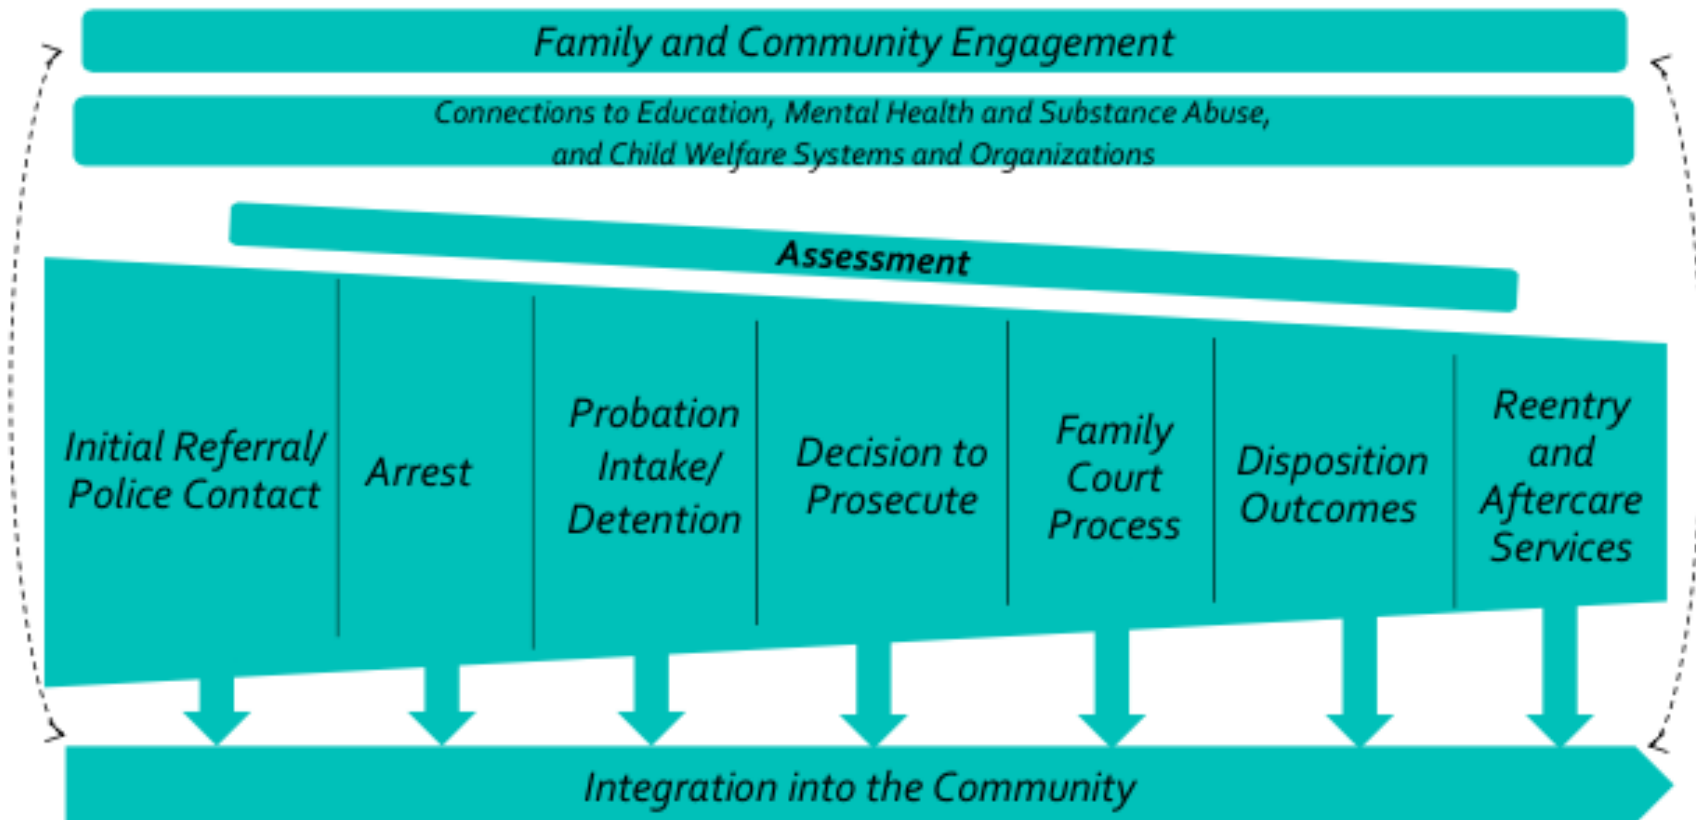 Family and Community Engagement
Connections to Education, Mental Health and Substance Abuse,
and Child Welfare Systems and Organizations
Assessment
Initial Referral/
Police Contact
Arrest
Probation
Intake/
Detention
Decision to
Prosecute
Family
Court
Process
Disposition
Outcomes
Reentry
and
Aftercare
Services
Integration into the Community